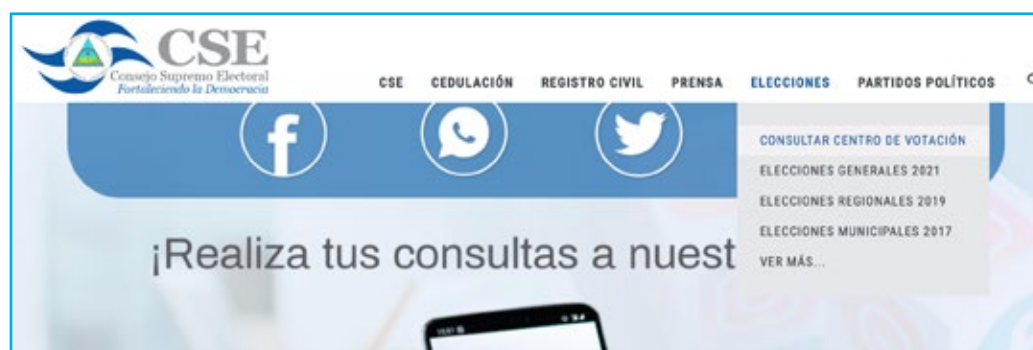 CSE
Consejo Supremo Electoral
Fortaleciendo la Democracia
CSE CEDULACIÓN REGISTRO CIVIL PRENSA ELECCIONES PARTIDOS POLÍTICOS
CONSULTAR CENTRO DE VOTACIÓN
ELECCIONES GENERALES 2021
ELECCIONES REGIONALES 2019
ELECCIONES MUNICIPALES 2017
VER MÁS...
¡Realiza tus consultas a nuest